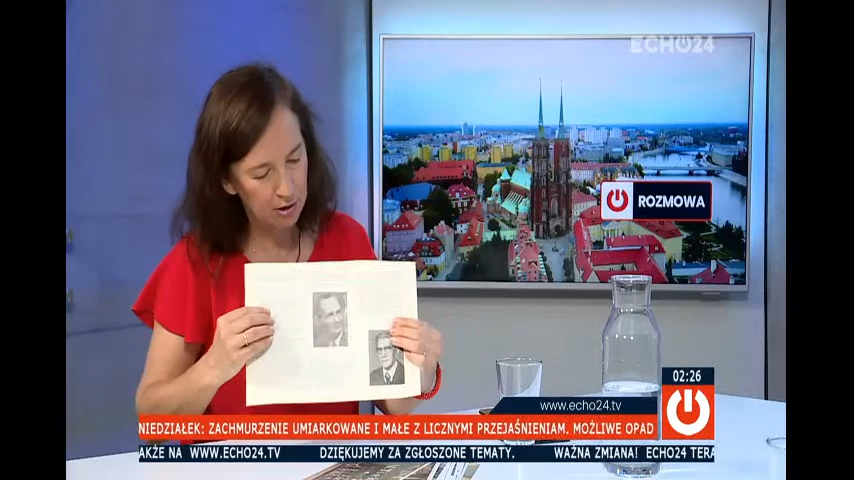 ECHO24
ROZMOWA
02:26
www.echo24.tv
NIEDZIAŁEK: ZACHMURZENIE UMIARKOWANE I MAŁE Z LICZNYMI PRZEJAŚNIENIAM. MOŻLIWE OPAD
AKŻE NA WWW.ECHO24.TV DZIĘKUJEMY ZA ZGŁOSZONE TEMATY. WAŻNA ZMIANA! ECHO24 TERA